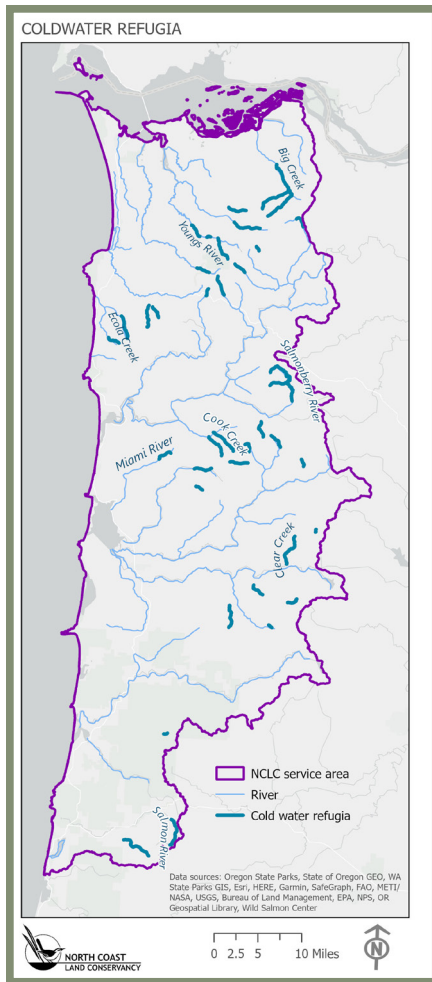 COLDWATER REFUGIA
Big Creek
Youngs River
Ecola Creek
Salmonberry River
Cook Creek
Miami River
Clear Creek
NCLC service area
River
Cold water refugia
Salmon River
Data sources: Oregon State Parks, State of Oregon GEO, WA
State Parks GIS, Esri, HERE, Garmin, SafeGraph, FAO, METI/
NASA, USGS, Bureau of Land Management, EPA, NPS, OR
Geospatial Library, Wild Salmon Center
NORTH COAST
LAND CONSERVANCY
0 2.5 5 10 Miles
N